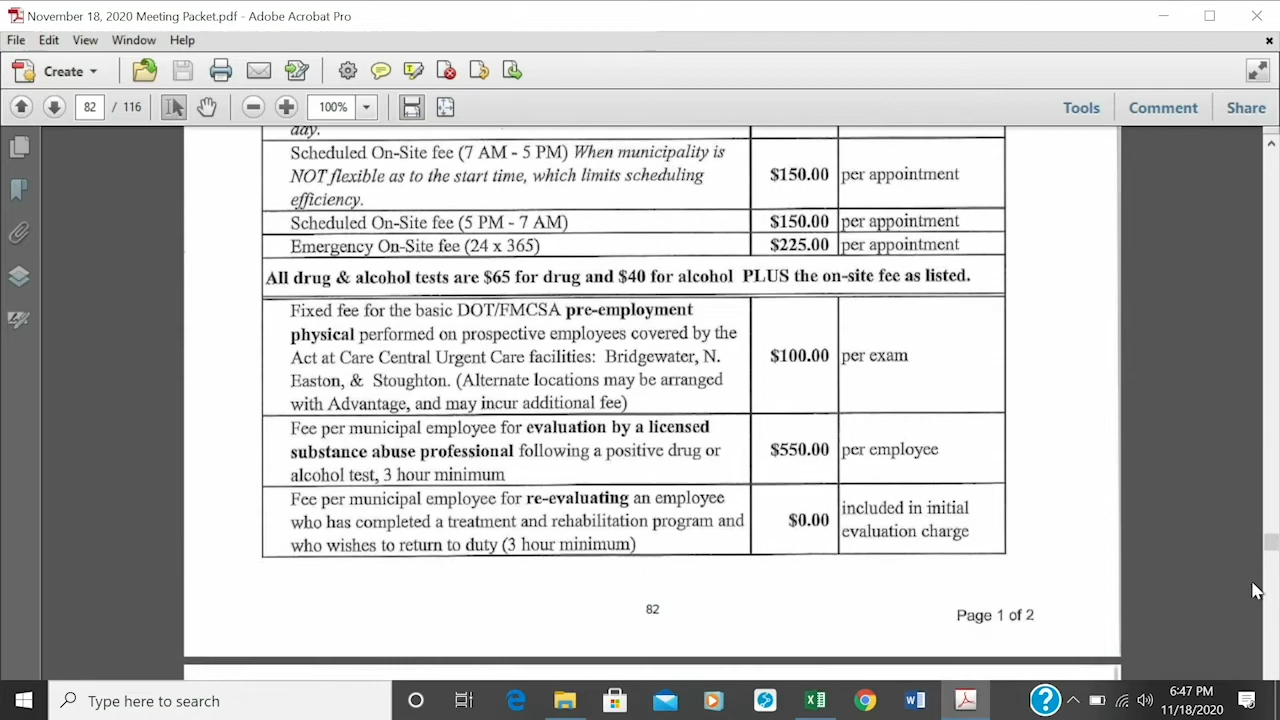 November 18, 2020 Meeting Packet.pdf - Adobe Acrobat Pro
File Edit View Window Help
Create
82 / 116 100% Tools Comment Share
day.
Scheduled On-Site fee (7 AM - 5 PM) When municipality is
NOT flexible as to the start time, which limits scheduling
efficiency.
$150.00 per appointment
Scheduled On-Site fee (5 PM - 7 AM) $150.00 per appointment
Emergency On-Site fee (24 x 365) $225.00 per appointment
All drug & alcohol tests are $65 for drug and $40 for alcohol PLUS the on-site fee as listed.
Fixed fee for the basic DOT/FMCSA pre-employment
physical performed on prospective employees covered by the
Act at Care Central Urgent Care facilities: Bridgewater, N.
Easton, & Stoughton. (Alternate locations may be arranged
with Advantage, and may incur additional fee)
$100.00 per exam
Fee per municipal employee for evaluation by a licensed
substance abuse professional following a positive drug or
alcohol test, 3 hour minimum
$550.00 per employee
Fee per municipal employee for re-evaluating an employee
who has completed a treatment and rehabilitation program and
who wishes to return to duty (3 hour minimum)
$0.00 included in initial
evaluation charge
82
Page 1 of 2
Type here to search
6:47 PM
11/18/2020